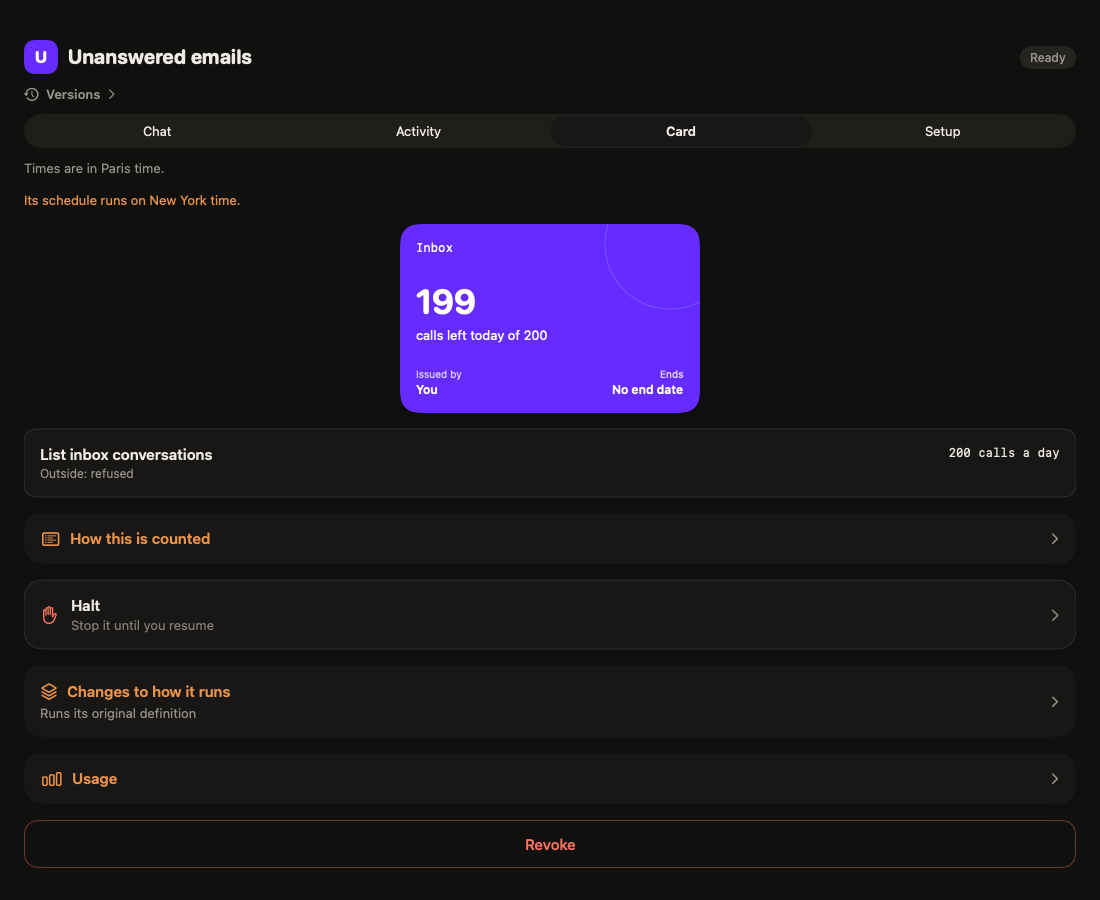 U
Unanswered emails
Ready
Versions
Chat
Activity
Card
Setup
Times are in Paris time.
Its schedule runs on New York time.
Inbox
199
calls left today of 200
Issued by
Ends
You
No end date
List inbox conversations
200 calls a day
Outside: refused
How this is counted
Halt
Stop it until you resume
Changes to how it runs
Runs its original definition
Usage
Revoke